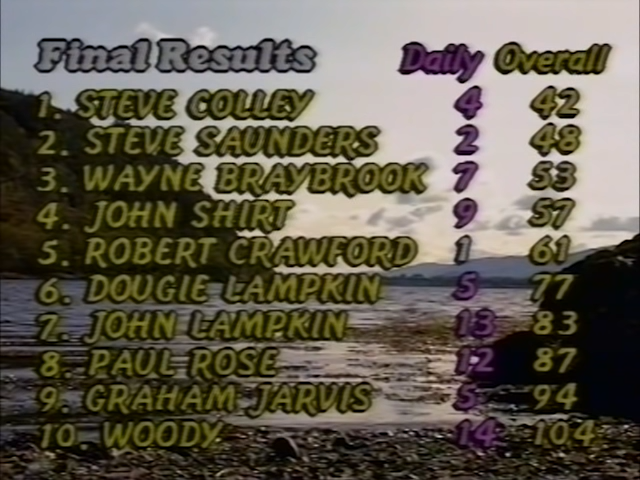 Final Results Daily Overall
1. STEVE COLLEY 4 42
2. STEVE SAUNDERS 2 48
3. WAYNE BRAYBROOK 7 53
4. JOHN SHIRT 9 57
5. ROBERT CRAWFORD 1 61
6. DOUGIE LAMPKIN 5 77
7. JOHN LAMPKIN 13 83
8. PAUL ROSE 12 87
9. GRAHAM JARVIS 5 94
10. WOODY 14 104